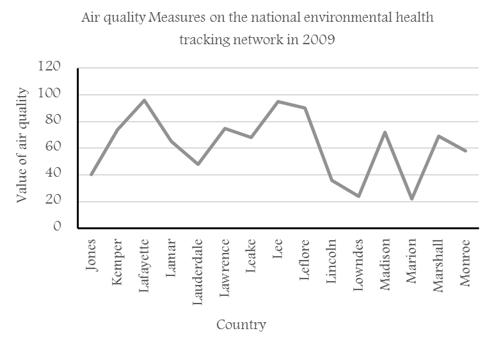 Air quality Measures on the national environmental health
tracking network in 2009
Value of air quality
120
100
80
60
40
20
0
Jones
Kemper
Lafayette
Lamar
Lauderdale
Lawrence
Leake
Lee
Leflore
Lincoln
Lowndes
Madison
Marion
Marshall
Monroe
Country